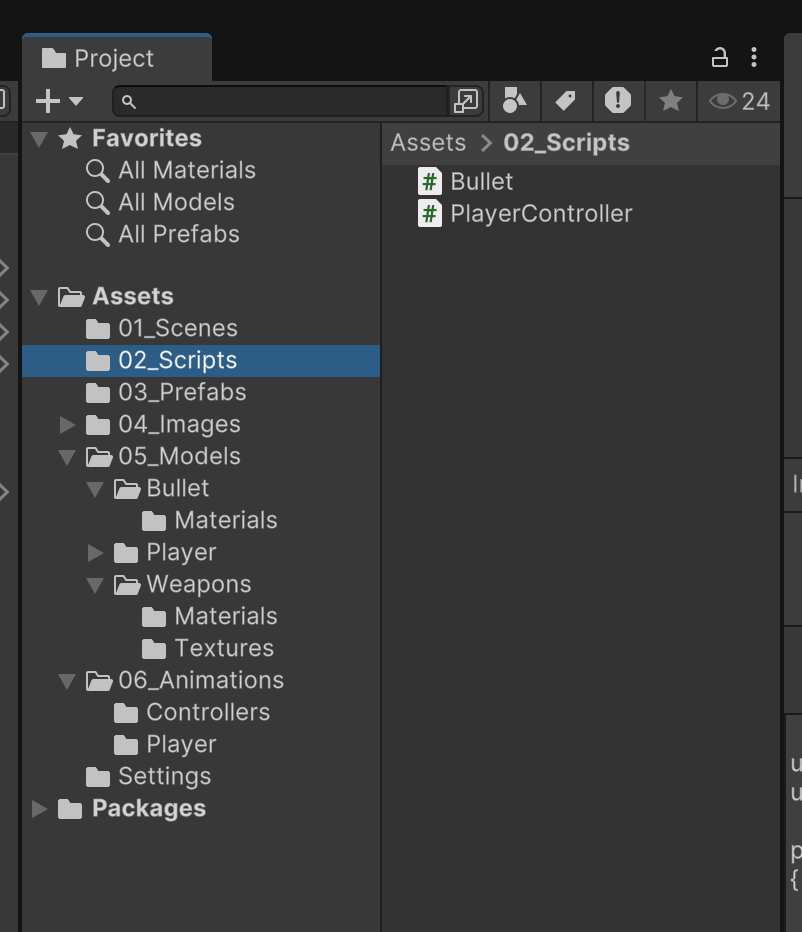 Project
24
Favorites
All Materials
All Models
All Prefabs
Assets
01_Scenes
02_Scripts
03_Prefabs
04_Images
05_Models
Bullet
Materials
Player
Weapons
Materials
Textures
06_Animations
Controllers
Player
Settings
Packages
Assets > 02_Scripts
# Bullet
# PlayerController
u
u
p
{